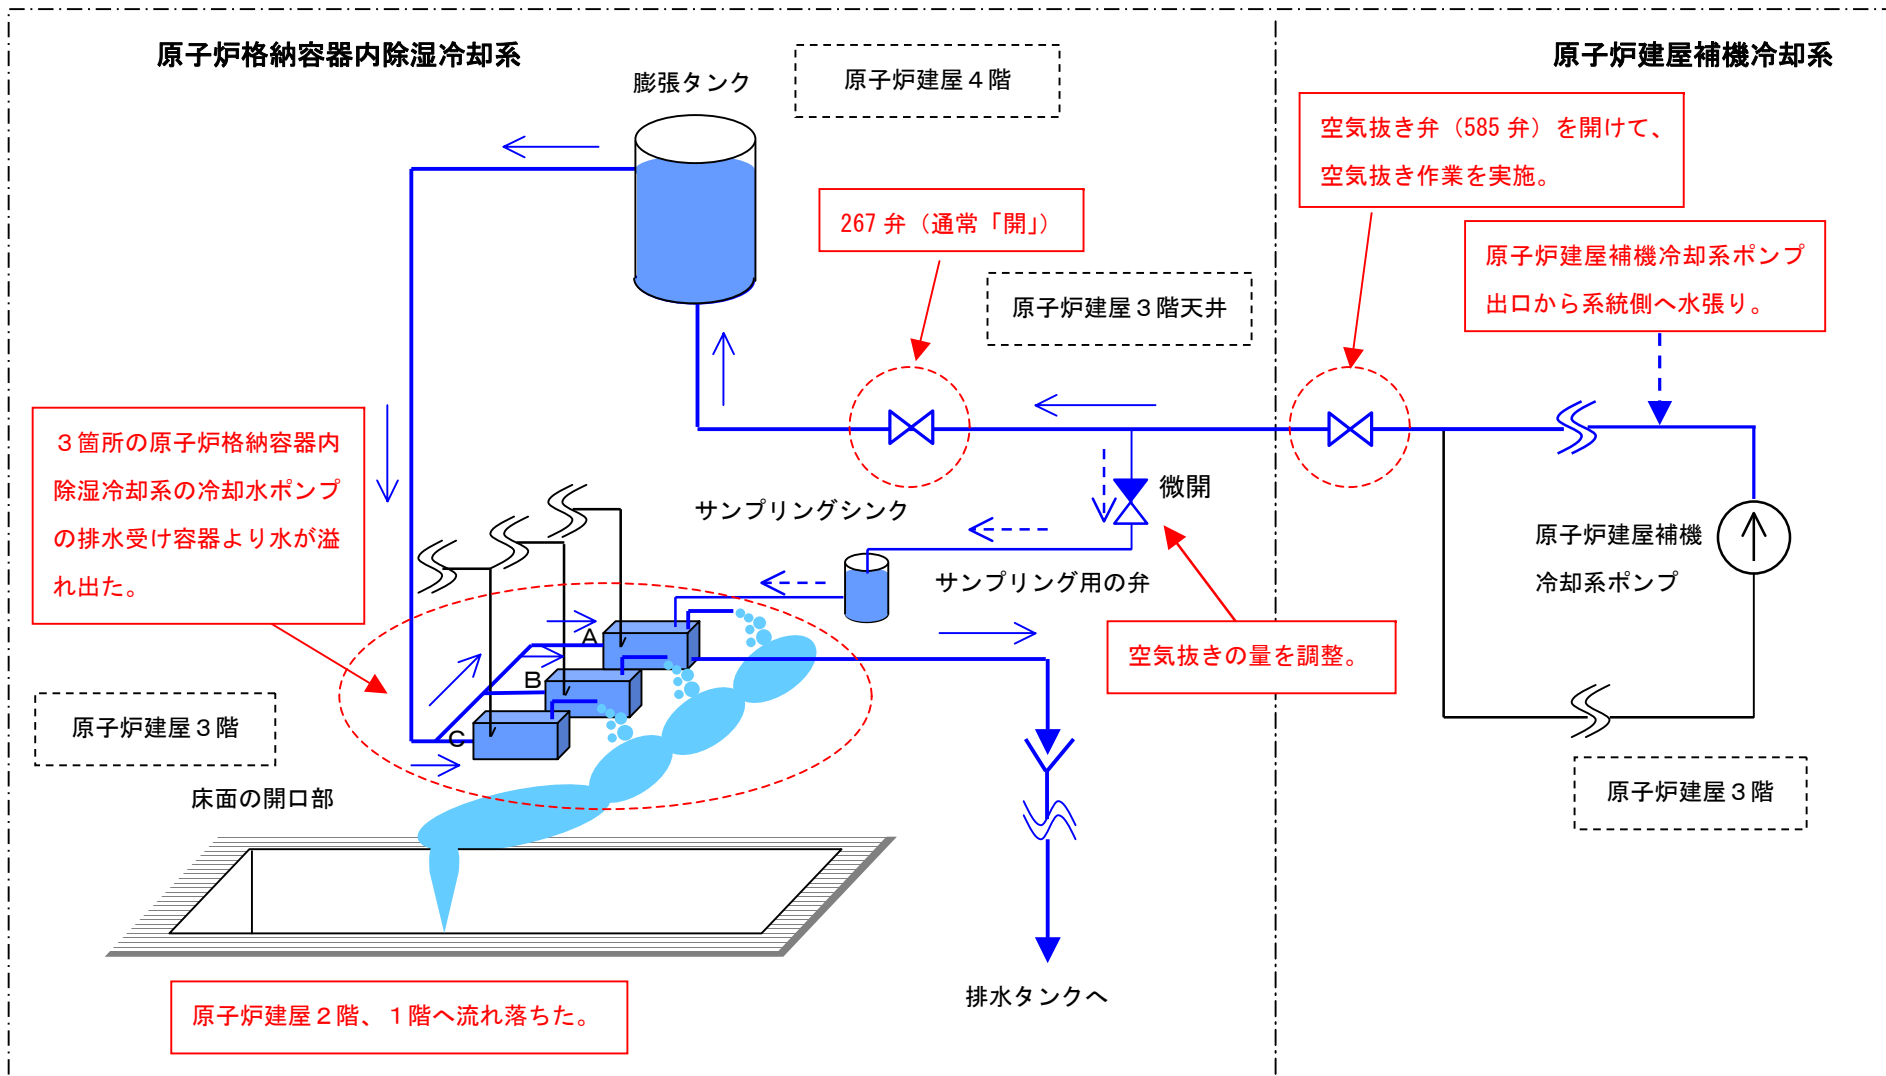 原子炉格納容器内除湿冷却系
原子炉建屋補機冷却系
膨張タンク
原子炉建屋４階
空気抜き弁（585 弁）を開けて、
空気抜き作業を実施。
267 弁（通常「開」）
原子炉建屋補機冷却系ポンプ
出口から系統側へ水張り。
原子炉建屋３階天井
３箇所の原子炉格納容器内
除湿冷却系の冷却水ポンプ
の排水受け容器より水が溢
れ出た。
サンプリングシンク
微開
サンプリング用の弁
原子炉建屋補機
冷却系ポンプ
空気抜きの量を調整。
A
B
C
原子炉建屋３階
床面の開口部
原子炉建屋３階
排水タンクへ
原子炉建屋２階、１階へ流れ落ちた。